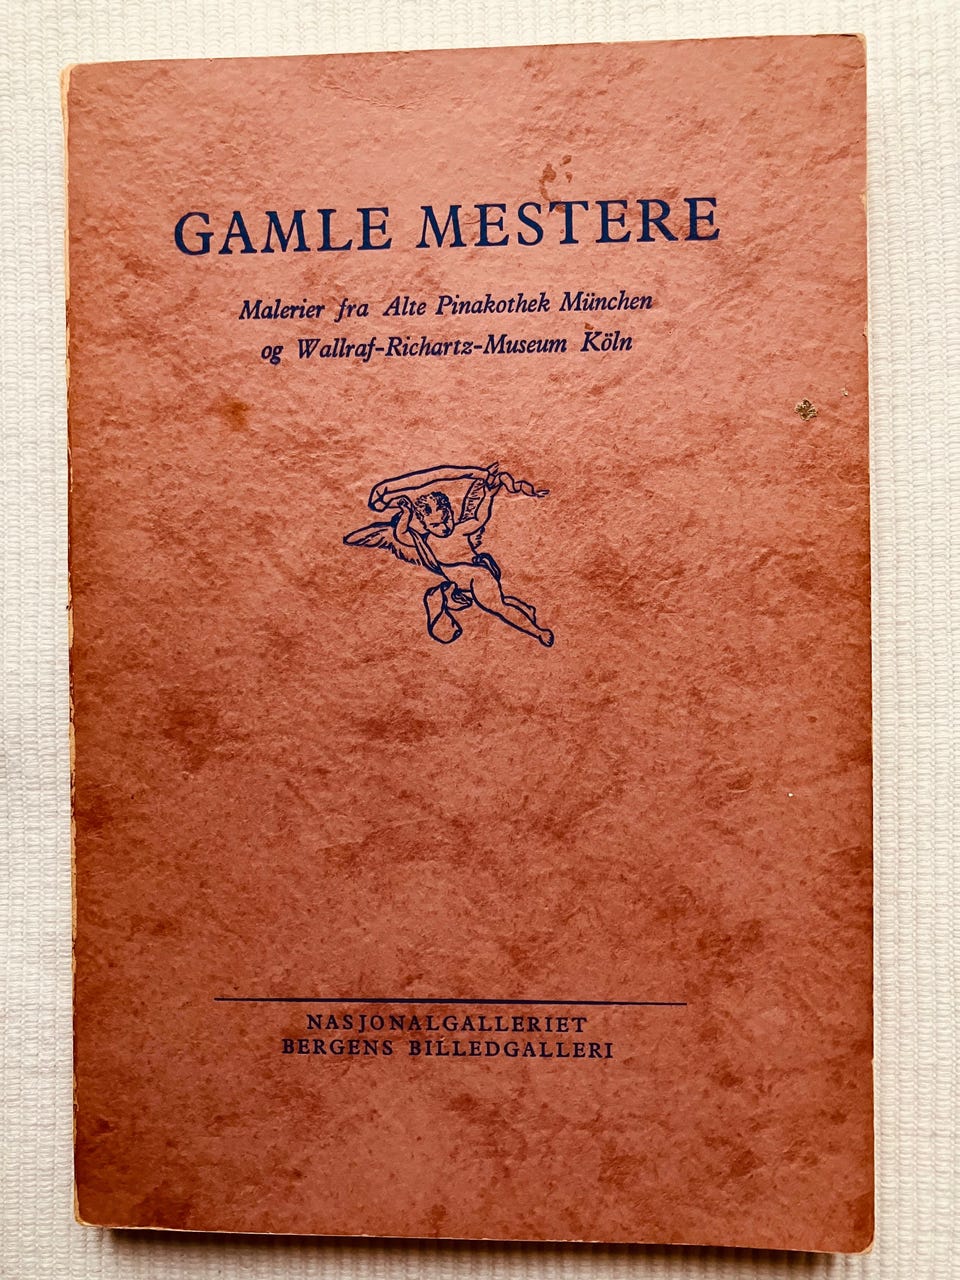 GAMLE MESTERE
Malerier fra Alte Pinakothek München
og Wallraf-Richartz-Museum Köln
NASJONALGALLERIET
BERGENS BILLEDGALLERI